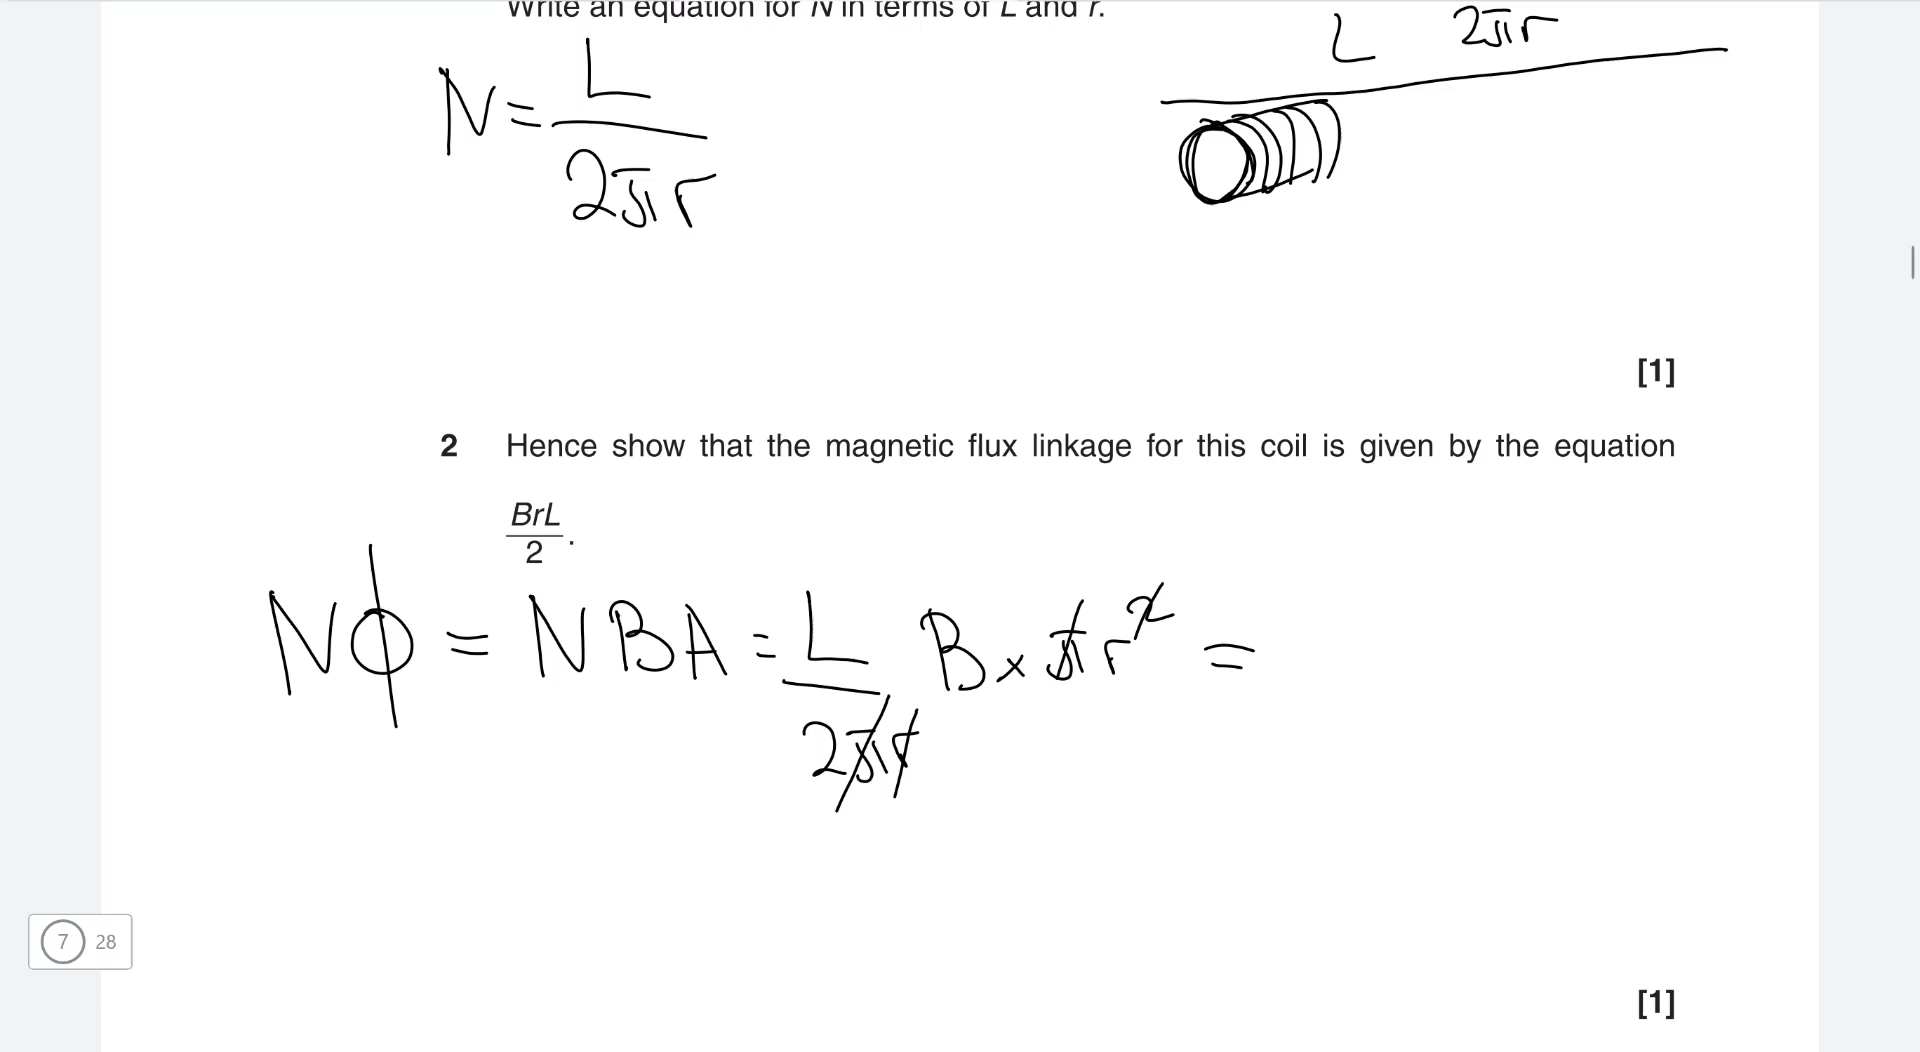 Write an equation for N in terms of L and r.
L 2πr
N = L
2πr
[1]
2 Hence show that the magnetic flux linkage for this coil is given by the equation
BrL
2 .
Nϕ = NBA = L B × πr² =
2πr
7 28
[1]